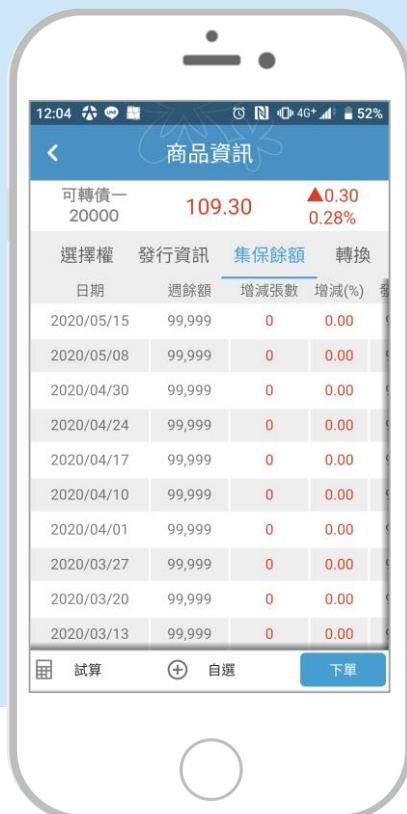 12:04 4G+ 52%
商品資訊
可轉債一 109.30 ▲0.30
20000 0.28%
選擇權 發行資訊 集保餘額 轉換
日期 週餘額 增減張數 增減(%)
2020/05/15 99,999 0 0.00
2020/05/08 99,999 0 0.00
2020/04/30 99,999 0 0.00
2020/04/24 99,999 0 0.00
2020/04/17 99,999 0 0.00
2020/04/10 99,999 0 0.00
2020/04/01 99,999 0 0.00
2020/03/27 99,999 0 0.00
2020/03/20 99,999 0 0.00
2020/03/13 99,999 0 0.00
試算 自選 下單